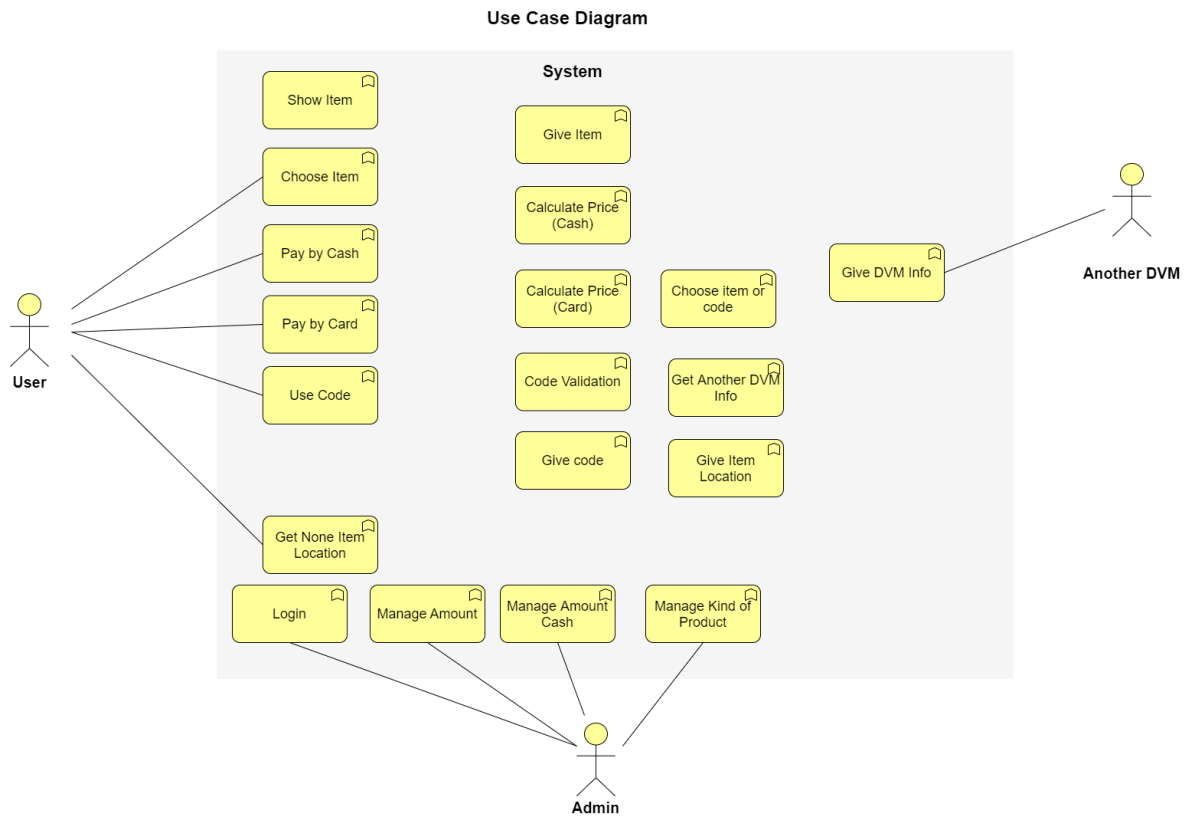 Use Case Diagram
System
Show Item
Give Item
Choose Item
Calculate Price
(Cash)
Pay by Cash
Give DVM Info
Another DVM
Calculate Price
(Card)
Choose item or
code
Pay by Card
User
Use Code
Code Validation
Get Another DVM
Info
Give code
Give Item
Location
Get None Item
Location
Login
Manage Amount
Manage Amount
Cash
Manage Kind of
Product
Admin